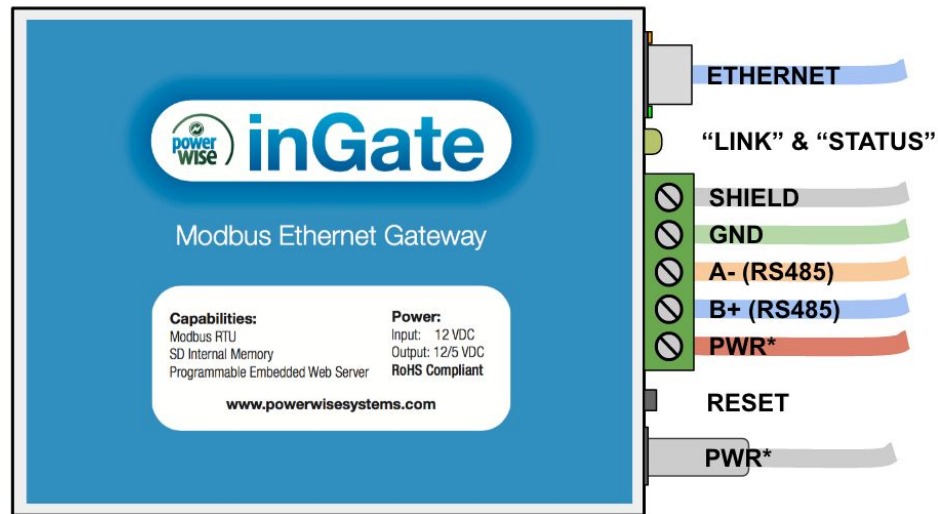 ETHERNET
"LINK" & "STATUS"
power
wise
inGate
SHIELD
GND
Modbus Ethernet Gateway
A- (RS485)
B+ (RS485)
PWR*
Capabilities:
Modbus RTU
SD Internal Memory
Programmable Embedded Web Server
Power:
Input: 12 VDC
Output: 12/5 VDC
RoHS Compliant
www.powerwisesystems.com
RESET
PWR*